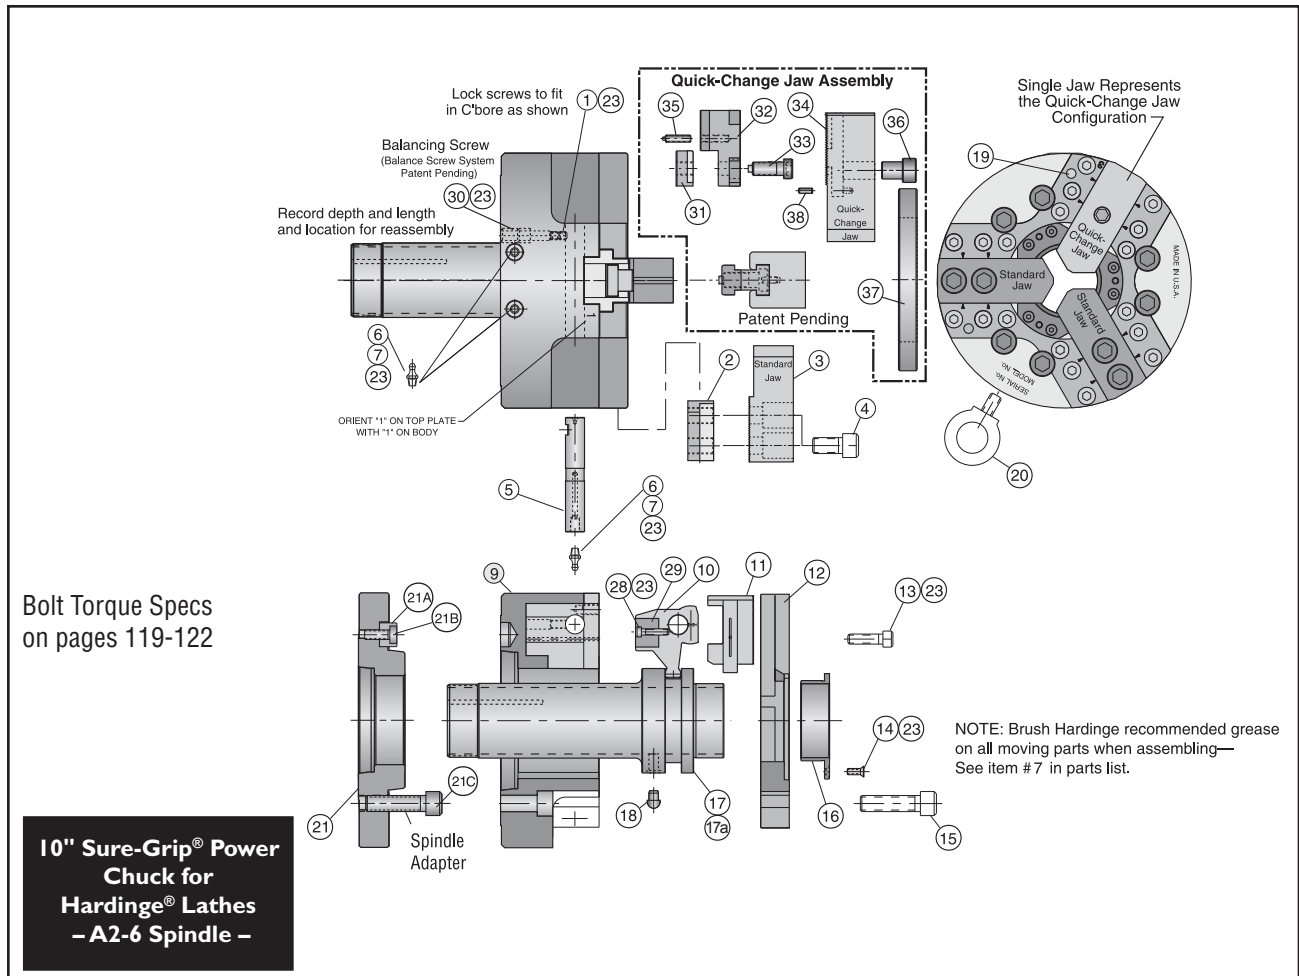 Quick-Change Jaw Assembly
Lock screws to fit
in C'bore as shown
1 23
Balancing Screw
(Balance Screw System
Patent Pending)
30 23
Record depth and length
and location for reassembly
6
7
23
ORIENT "1" ON TOP PLATE
WITH "1" ON BODY
35
32
33
34
36
31
38
Quick-
Change
Jaw
37
Patent Pending
Single Jaw Represents
the Quick-Change Jaw
Configuration
19
Quick-
Change
Jaw
Standard
Jaw
Standard
Jaw
MADE IN U.S.A.
MODEL No.
SERIAL No.
20
2
Standard
Jaw
3
4
5
6
7
23
Bolt Torque Specs
on pages 119-122
21A
21B
9
28 23
29
10
11
12
13 23
14 23
NOTE: Brush Hardinge recommended grease
on all moving parts when assembling—
See item #7 in parts list.
21
21C
Spindle
Adapter
18
17
17a
16
15
10" Sure-Grip® Power
Chuck for
Hardinge® Lathes
– A2-6 Spindle –